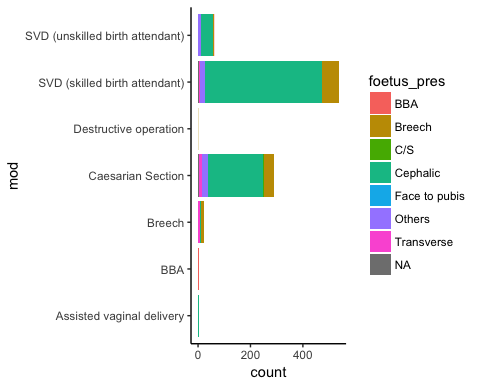 mod
SVD (unskilled birth attendant)
SVD (skilled birth attendant)
Destructive operation
Caesarian Section
Breech
BBA
Assisted vaginal delivery
0 200 400
count
foetus_pres
BBA
Breech
C/S
Cephalic
Face to pubis
Others
Transverse
NA